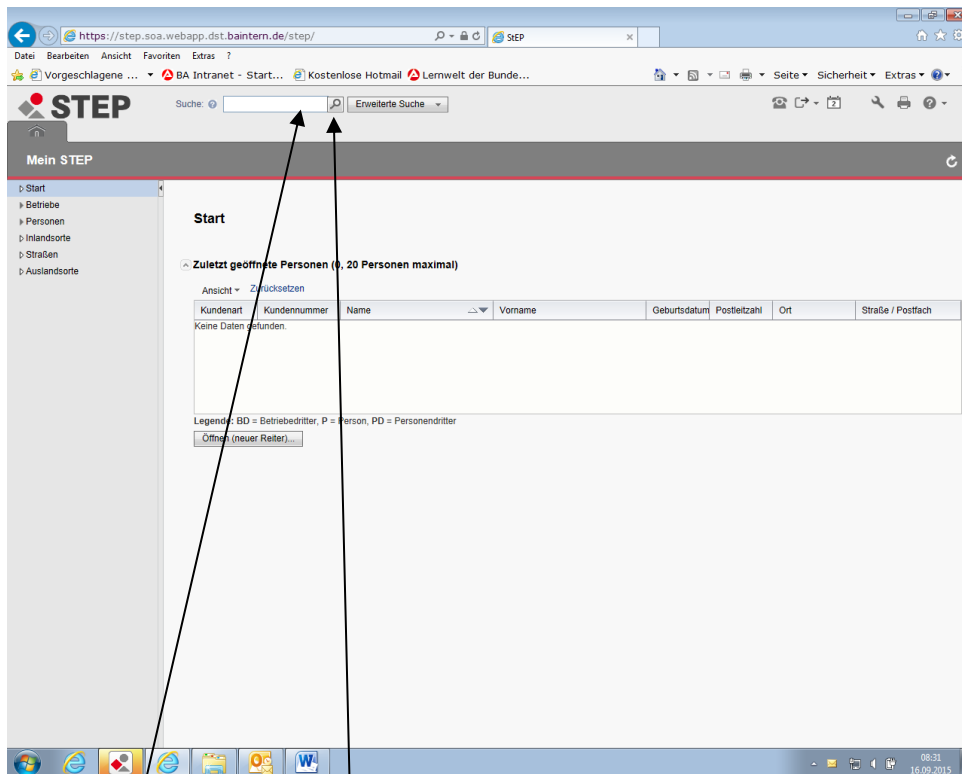 https://step.soa.webapp.dst.baintern.de/step/
StEP
Datei Bearbeiten Ansicht Favoriten Extras ?
Vorgeschlagene ... BA Intranet - Start... Kostenlose Hotmail Lernwelt der Bunde... Seite Sicherheit Extras
STEP
Suche:
Erweiterte Suche
2
Mein STEP
Start
Betriebe
Personen
Inlandsorte
Straßen
Auslandsorte
Start
Zuletzt geöffnete Personen (0, 20 Personen maximal)
Ansicht Zurücksetzen
Kundenart Kundennummer Name Vorname Geburtsdatum Postleitzahl Ort Straße / Postfach
Keine Daten gefunden.
Legende: BD = Betriebedritter, P = Person, PD = Personendritter
Öffnen (neuer Reiter)...
08:31
16.09.2015